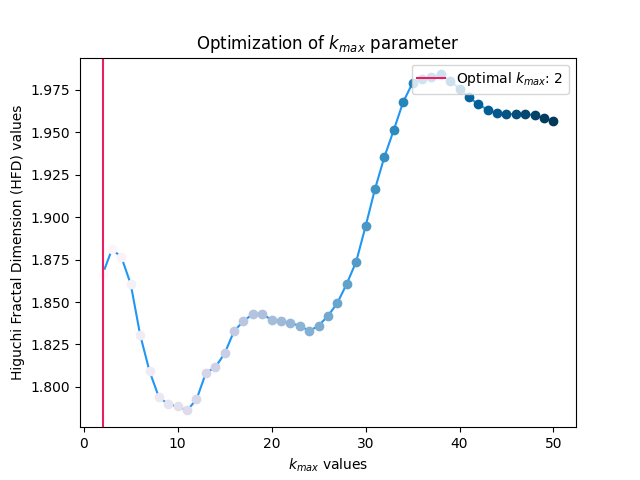 Optimization of $k_{max}$ parameter
Optimal $k_{max}$: 2
Higuchi Fractal Dimension (HFD) values
1.975
1.950
1.925
1.900
1.875
1.850
1.825
1.800
0 10 20 30 40 50
$k_{max}$ values